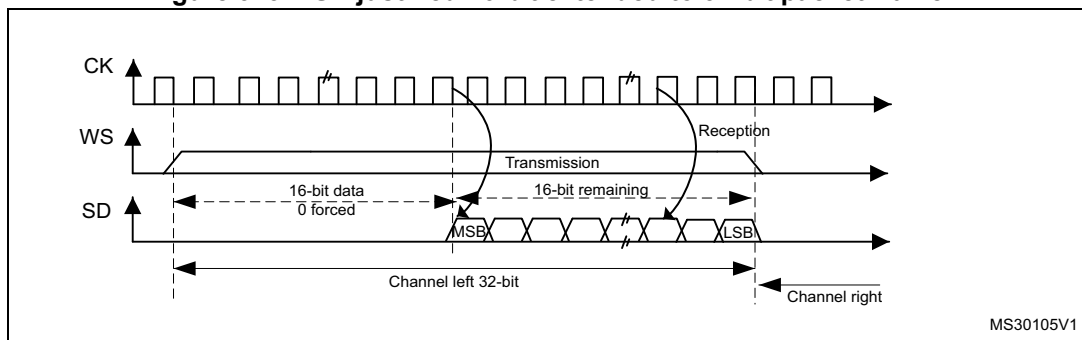 CK
WS
Reception
Transmission
16-bit data
0 forced
16-bit remaining
SD
MSB
LSB
Channel left 32-bit
Channel right
MS30105V1